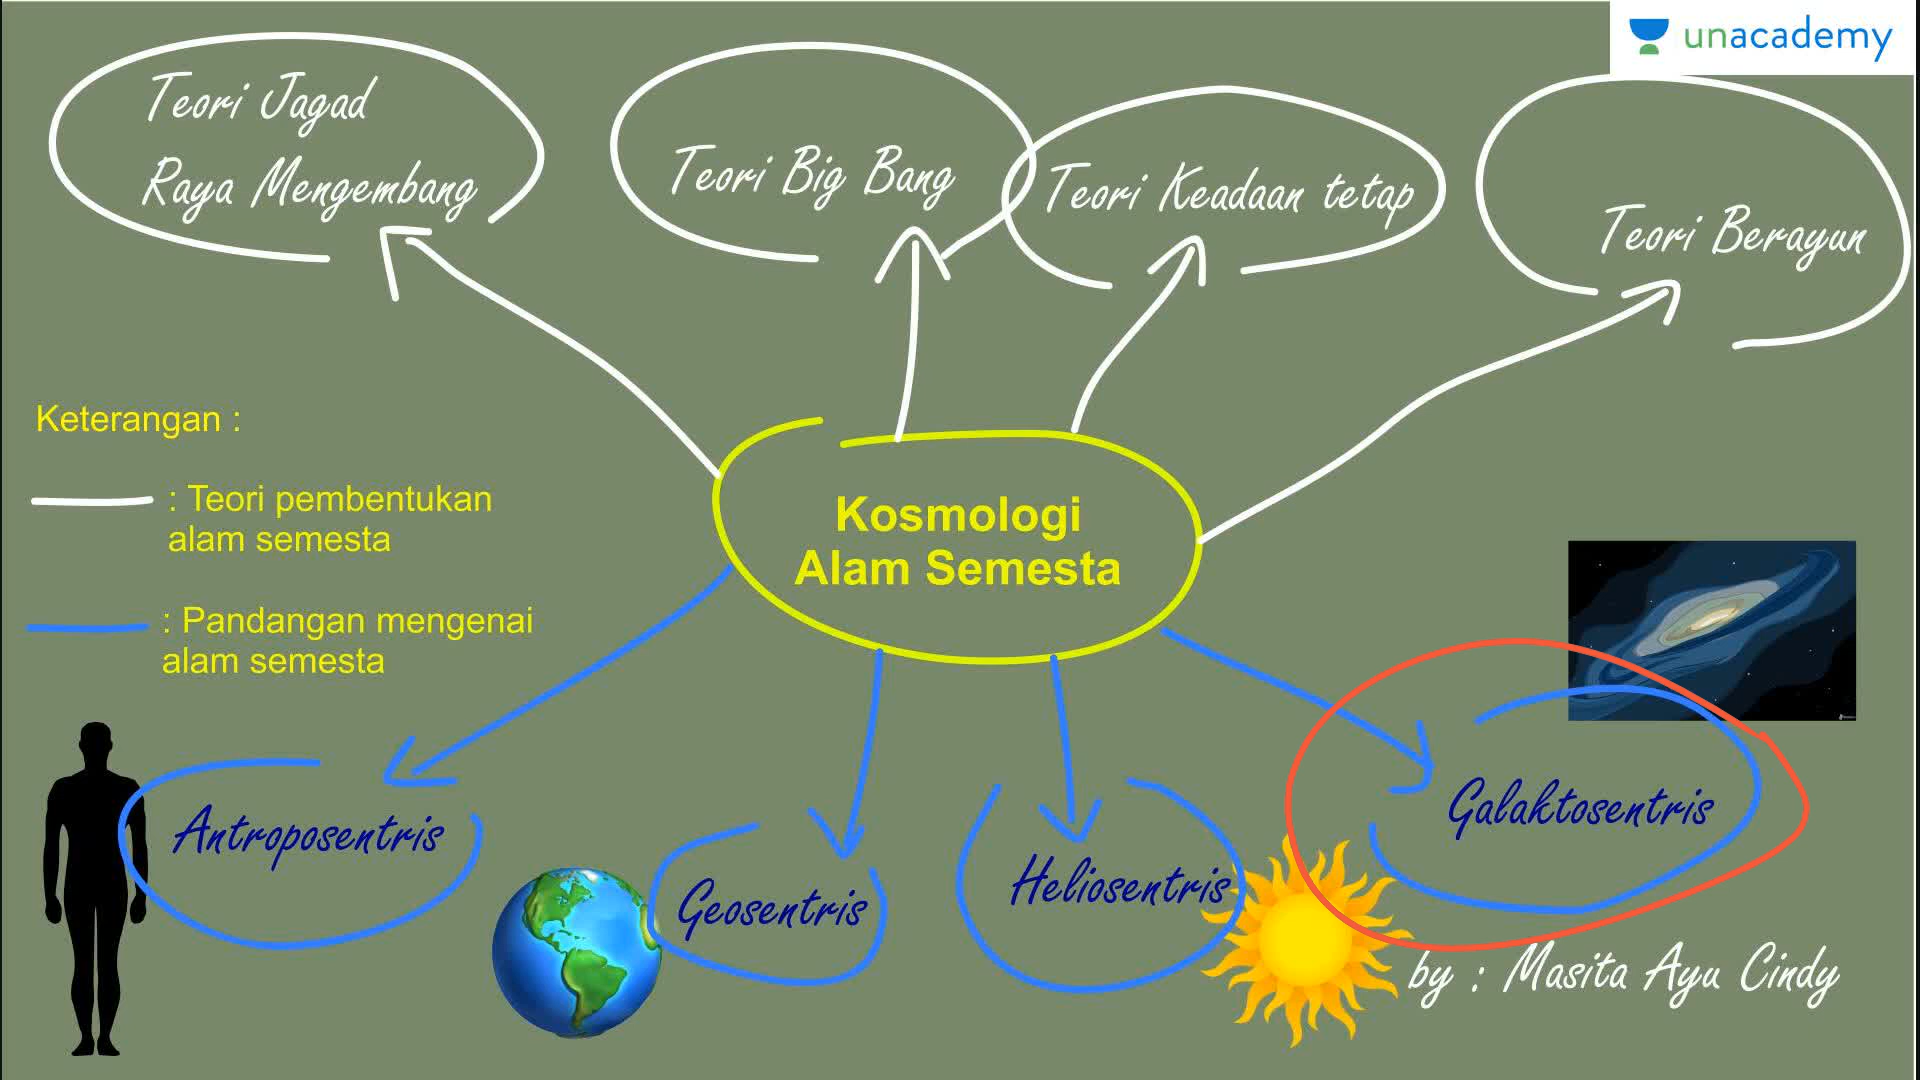 unacademy
Teori Jagad
Raya Mengembang
Teori Big Bang
Teori Keadaan tetap
Teori Berayun
Keterangan :
: Teori pembentukan
alam semesta
: Pandangan mengenai
alam semesta
Kosmologi
Alam Semesta
Antroposentris
Geosentris
Heliosentris
Galaktosentris
by : Masita Ayu Cindy